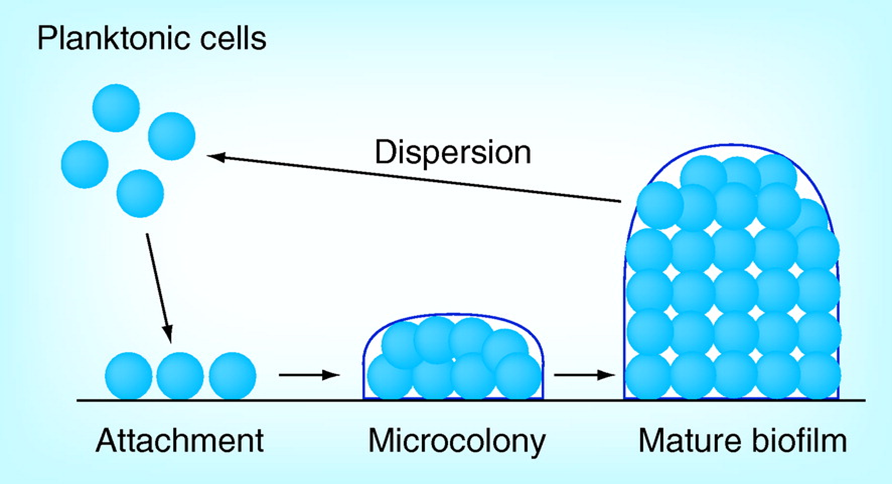 Planktonic cells
Dispersion
Attachment
Microcolony
Mature biofilm